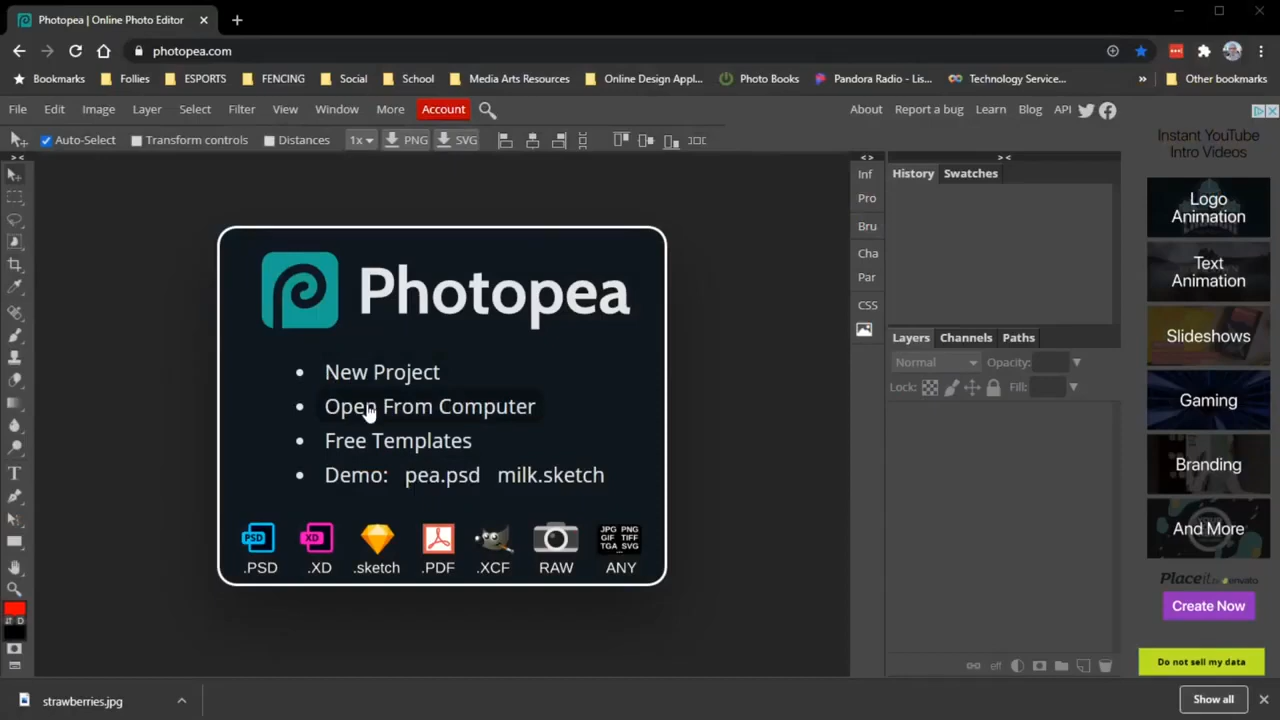 Photopea | Online Photo Editor
photopea.com
Bookmarks Follies ESPORTS FENCING Social School Media Arts Resources Online Design Appl... Photo Books Pandora Radio - Lis... Technology Service... » Other bookmarks
File Edit Image Layer Select Filter View Window More Account About Report a bug Learn Blog API
Auto-Select Transform controls Distances 1x PNG SVG
Instant YouTube
Intro Videos
> < < > > <
Inf
Pro
Bru
Cha
Par
CSS
History Swatches
Logo
Animation
Text
Animation
Slideshows
Gaming
Branding
And More
Placeit by envato
Create Now
Do not sell my data
Photopea
• New Project
• Open From Computer
• Free Templates
• Demo: pea.psd milk.sketch
PSD XD JPG PNG
GIF TIFF
TGA SVG
.PSD .XD .sketch .PDF .XCF RAW ANY
Layers Channels Paths
Normal Opacity:
Lock: Fill:
T
D
eff
strawberries.jpg
Show all